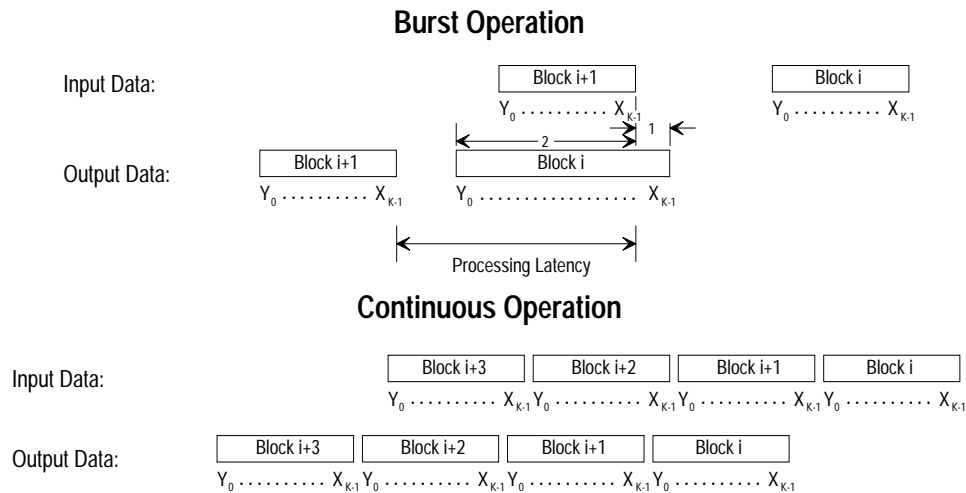 Burst Operation
Input Data: Block i+1 Block i
Y0 .......... XK-1 Y0 .......... XK-1
2 1
Output Data: Block i+1 Block i
Y0 .......... XK-1 Y0 .................. XK-1
Processing Latency
Continuous Operation
Input Data: Block i+3 Block i+2 Block i+1 Block i
Y0 .......... XK-1 Y0 .......... XK-1 Y0 .......... XK-1 Y0 .......... XK-1
Output Data: Block i+3 Block i+2 Block i+1 Block i
Y0 .......... XK-1 Y0 .......... XK-1 Y0 .......... XK-1 Y0 .......... XK-1